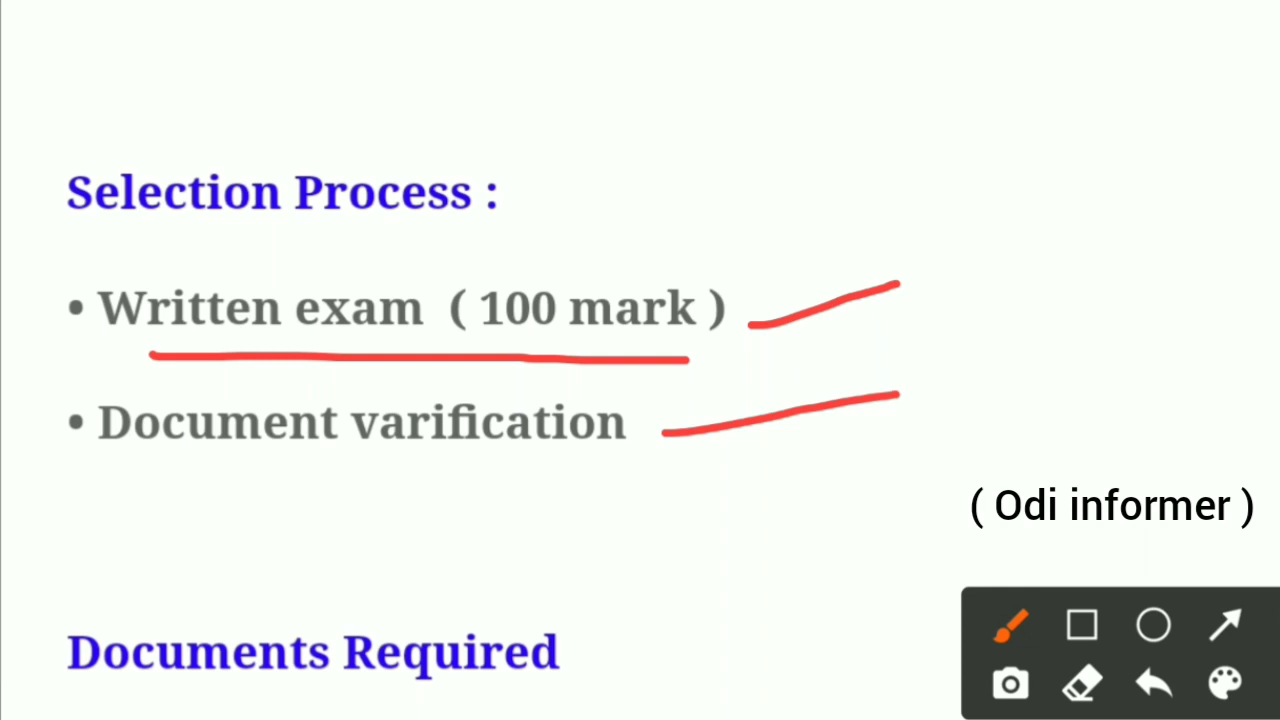 Selection Process :
• Written exam ( 100 mark )
• Document varification
( Odi informer )
Documents Required